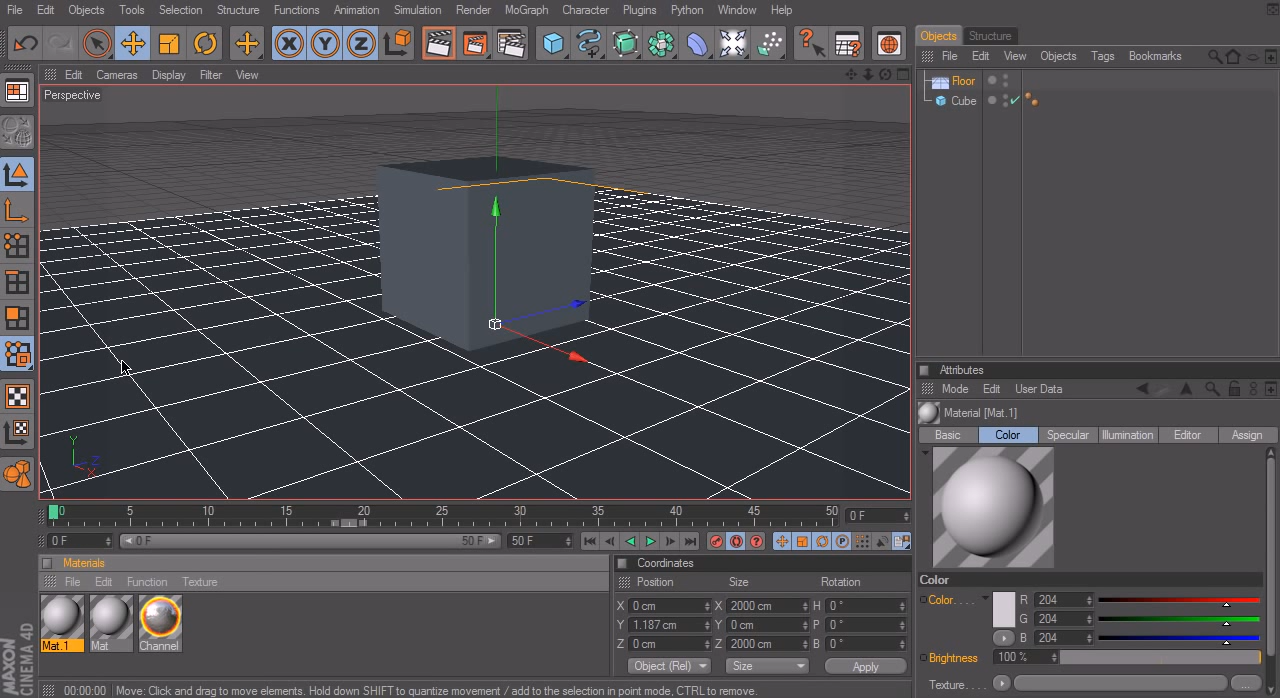 File Edit Objects Tools Selection Structure Functions Animation Simulation Render MoGraph Character Plugins Python Window Help
X Y Z
Objects Structure
File Edit View Objects Tags Bookmarks
Edit Cameras Display Filter View
Perspective
Floor
Cube
Y
Z
X
Attributes
Mode Edit User Data
Material [Mat.1]
Basic Color Specular Illumination Editor Assign
Color
Color.... R 204
G 204
B 204
Brightness 100 %
Texture....
...
0 5 10 15 20 25 30 35 40 45 50 0 F
0 F 0 F 50 F 50 F
P
Materials
File Edit Function Texture
Mat.1 Mat Channel
Coordinates
Position Size Rotation
X 0 cm X 2000 cm H 0 °
Y 1.187 cm Y 0 cm P 0 °
Z 0 cm Z 2000 cm B 0 °
Object (Rel) Size Apply
MAXON
CINEMA 4D
00:00:00 Move: Click and drag to move elements. Hold down SHIFT to quantize movement / add to the selection in point mode, CTRL to remove.